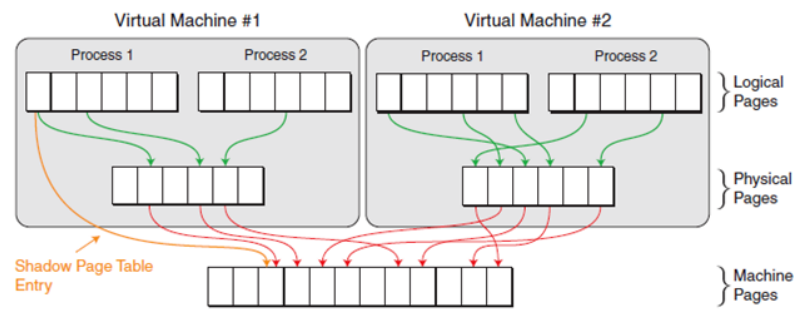 Virtual Machine #1
Virtual Machine #2
Process 1
Process 2
Process 1
Process 2
Logical
Pages
Physical
Pages
Shadow Page Table
Entry
Machine
Pages